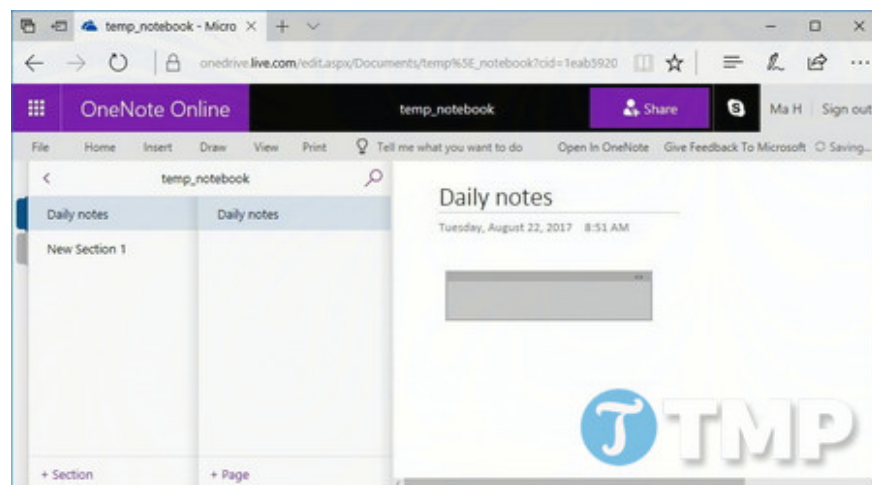 temp_notebook - Micro
onedrive.live.com/edit.aspx/Documents/temp%5E_notebook?cid=1eab5920
OneNote Online temp_notebook Share Ma H Sign out
File Home Insert Draw View Print Tell me what you want to do Open In OneNote Give Feedback To Microsoft Saving...
temp_notebook
Daily notes
New Section 1
+ Section
Daily notes
+ Page
Daily notes
Tuesday, August 22, 2017 8:51 AM
TMP